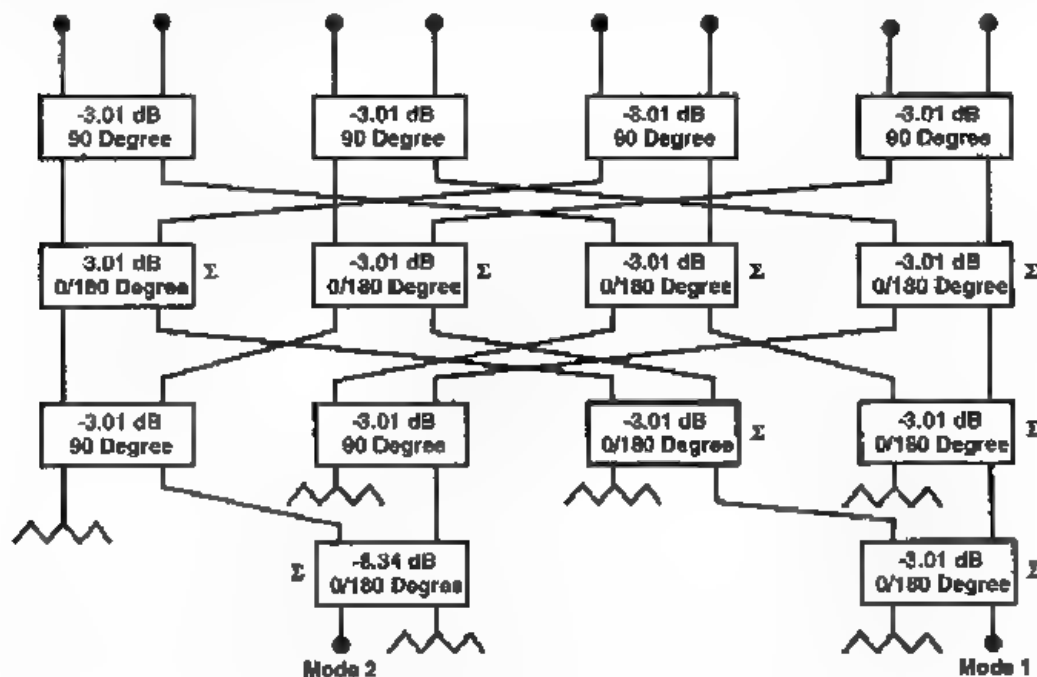 -3.01 dB
90 Degree
-3.01 dB
90 Degree
-3.01 dB
90 Degree
-3.01 dB
90 Degree
3.01 dB
0/180 Degree
Σ
-3.01 dB
0/180 Degree
Σ
-3.01 dB
0/180 Degree
Σ
-3.01 dB
0/180 Degree
Σ
-3.01 dB
90 Degree
-3.01 dB
90 Degree
-3.01 dB
0/180 Degree
Σ
-3.01 dB
0/180 Degree
Σ
Σ
dB
0/180 Degree
-3.01 dB
0/180 Degree
Σ
Mode 2
Mode 1